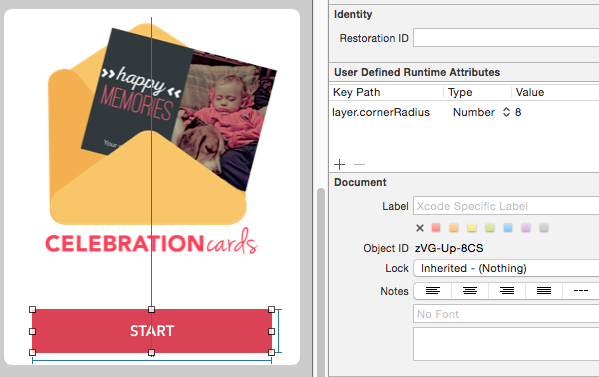 happy
MEMORIES
CELEBRATIONcards
START
Identity
Restoration ID
User Defined Runtime Attributes
Key Path Type Value
layer.cornerRadius Number 8
Document
Label Xcode Specific Label
Object ID zVG-Up-8CS
Lock Inherited - (Nothing)
Notes
No Font